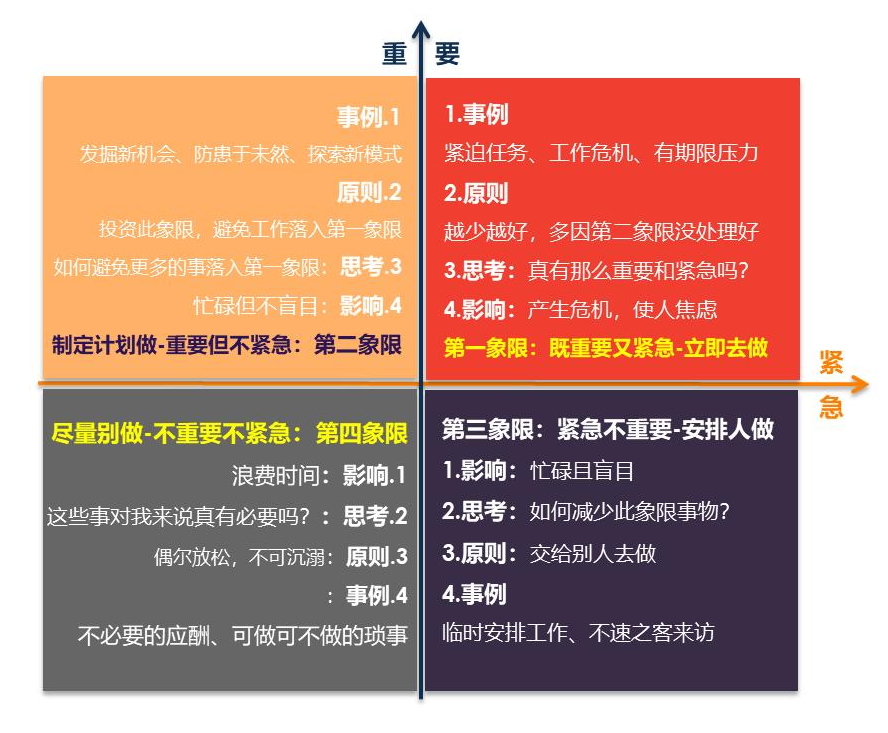 重 要
事例.1
发掘新机会、防患于未然、探索新模式
原则.2
投资此象限，避免工作落入第一象限
如何避免更多的事落入第一象限：思考.3
忙碌但不盲目：影响.4
制定计划做-重要但不紧急：第二象限
1.事例
紧迫任务、工作危机、有期限压力
2.原则
越少越好，多因第二象限没处理好
3.思考：真有那么重要和紧急吗？
4.影响：产生危机，使人焦虑
第一象限：既重要又紧急-立即去做
紧
急
尽量别做-不重要不紧急：第四象限
浪费时间：影响.1
这些事对我来说真有必要吗？：思考.2
偶尔放松，不可沉溺：原则.3
：事例.4
不必要的应酬、可做可不做的琐事
第三象限：紧急不重要-安排人做
1.影响：忙碌且盲目
2.思考：如何减少此象限事物？
3.原则：交给别人去做
4.事例
临时安排工作、不速之客来访